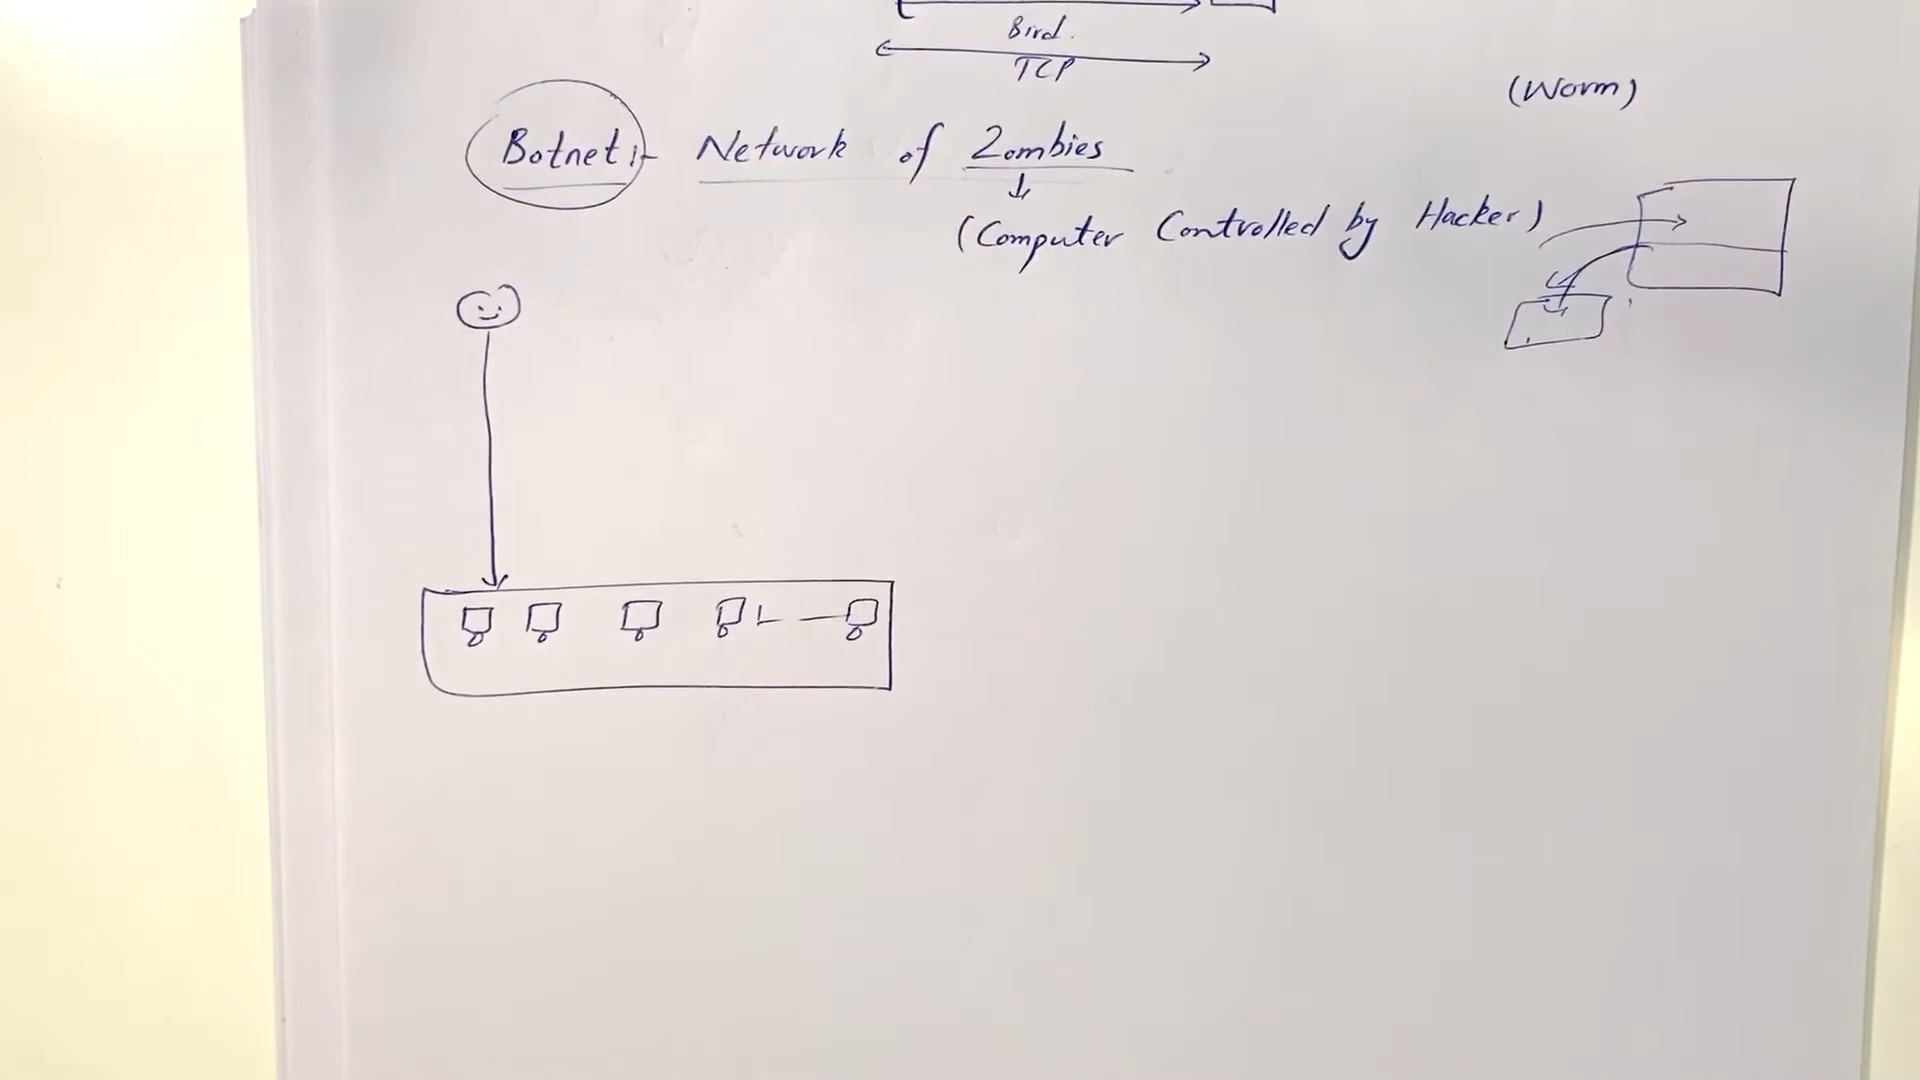 Bird.
TCP
(Worm)
Botnet:- Network of Zombies
(Computer Controlled by Hacker)